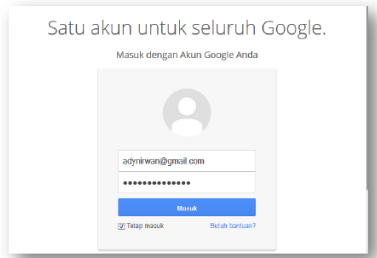 Satu akun untuk seluruh Google.
Masuk dengan Akun Google Anda
adynirwan@gmail.com
••••••••••••••
Masuk
Tetap masuk Butuh bantuan?